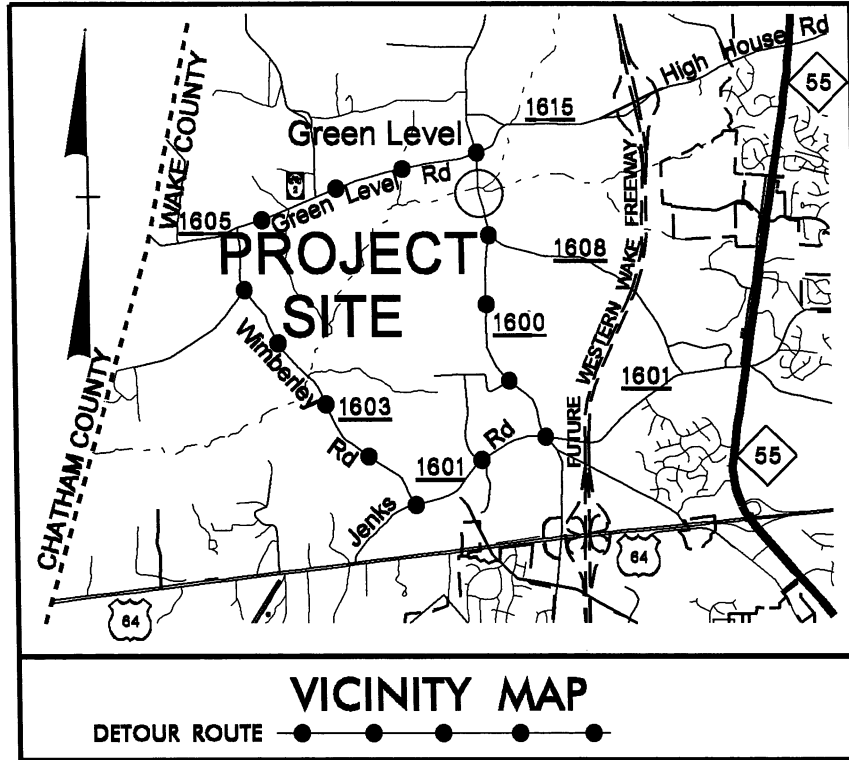 High House Rd
55
1615
Green Level
WAKE COUNTY
Green Level Rd
1605
PROJECT
SITE
1608
1600
FUTURE WESTERN WAKE FREEWAY
Wimberley Rd
1603
1601
1601
Jenks Rd
55
CHATHAM COUNTY
64
64
VICINITY MAP
DETOUR ROUTE